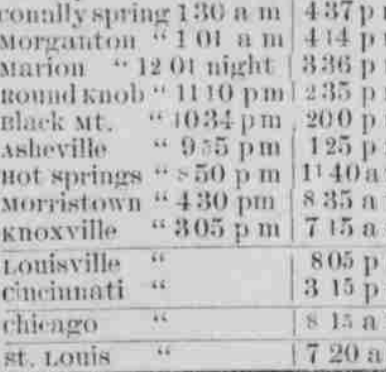 connally spring 1 30 a m | 4 37 p
Morganton “ 1 01 a m | 4 14 p
Marion “ 12 01 night | 3 36 p
Round Knob “ 11 10 pm | 2 35 p
Black Mt. “ 10 34 p m | 2 00 p
Asheville “ 9 55 p m | 1 25 p
Hot springs “ 8 50 p m | 11 40 a
Morristown “ 4 30 pm | 8 35 a
Knoxville “ 3 05 p m | 7 15 a
Louisville “ | 8 05 p
cincinnati “ | 3 15 p
chicago “ | 8 15 a
st. Louis “ | 7 20 a